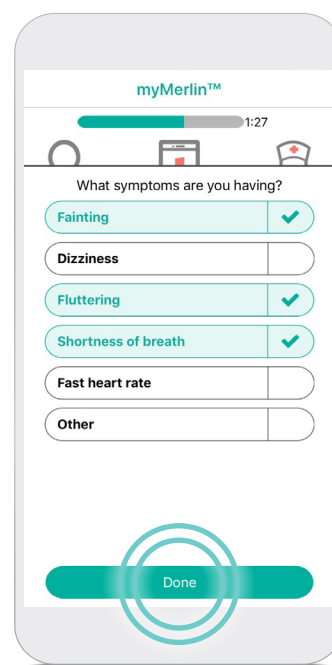 myMerlin™
1:27
What symptoms are you having?
Fainting
Dizziness
Fluttering
Shortness of breath
Fast heart rate
Other
Done